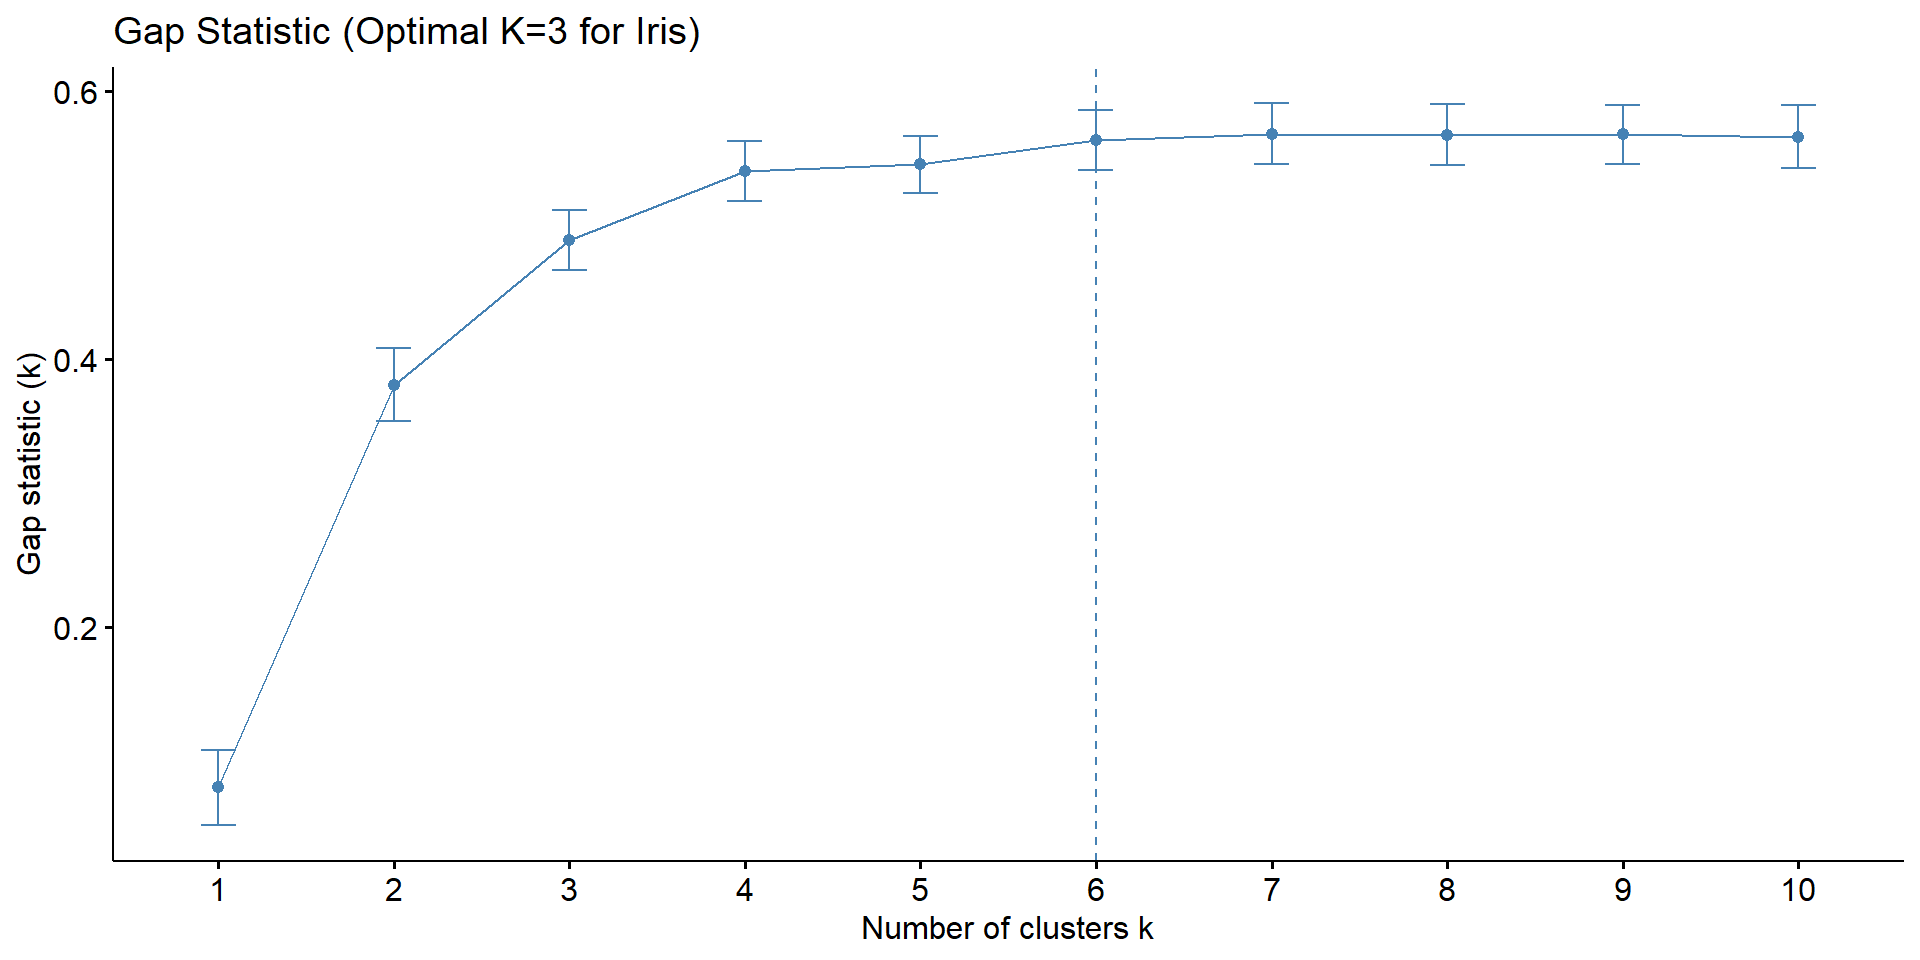 Gap Statistic (Optimal K=3 for Iris)
0.6
0.4
0.2
Gap statistic (k)
1 2 3 4 5 6 7 8 9 10
Number of clusters k